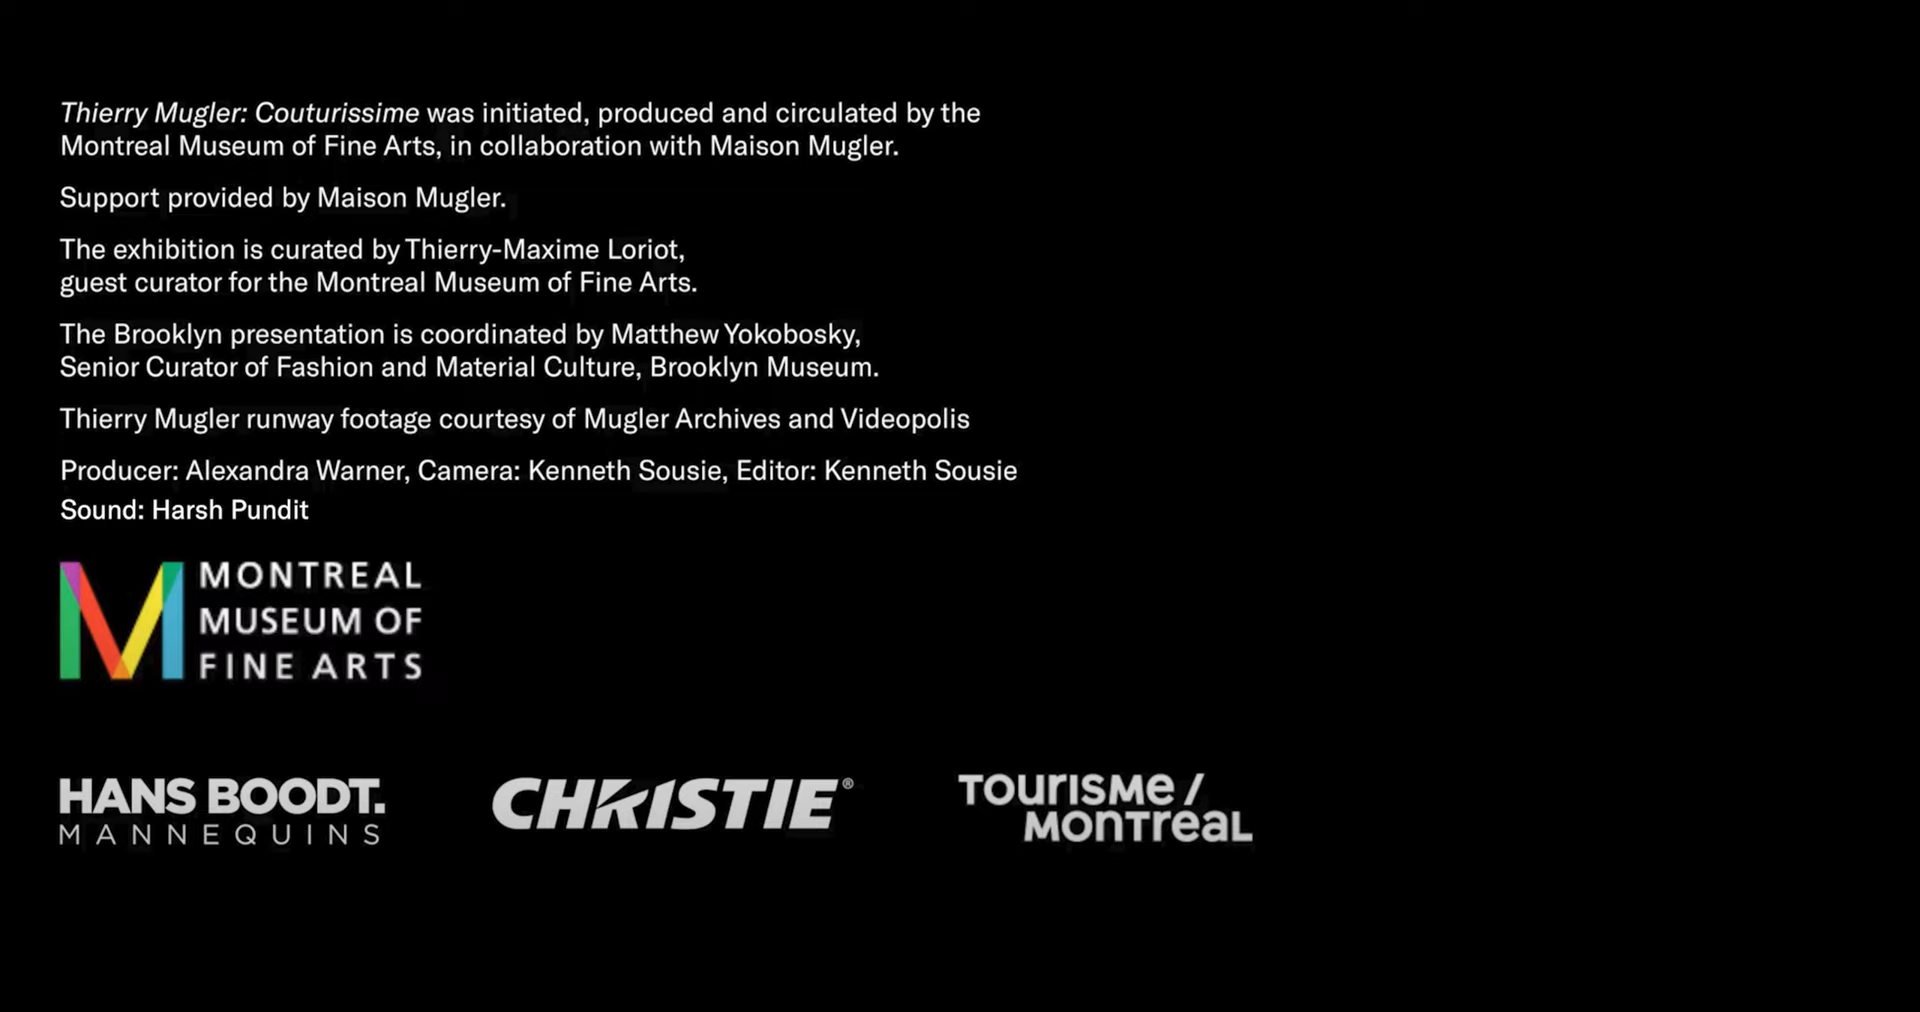 Thierry Mugler: Couturissime was initiated, produced and circulated by the
Montreal Museum of Fine Arts, in collaboration with Maison Mugler.
Support provided by Maison Mugler.
The exhibition is curated by Thierry-Maxime Loriot,
guest curator for the Montreal Museum of Fine Arts.
The Brooklyn presentation is coordinated by Matthew Yokobosky,
Senior Curator of Fashion and Material Culture, Brooklyn Museum.
Thierry Mugler runway footage courtesy of Mugler Archives and Videopolis
Producer: Alexandra Warner, Camera: Kenneth Sousie, Editor: Kenneth Sousie
Sound: Harsh Pundit
M MONTREAL
MUSEUM OF
FINE ARTS
HANS BOODT.
MANNEQUINS
CHRISTIE®
TOURISME /
MONTRÉAL